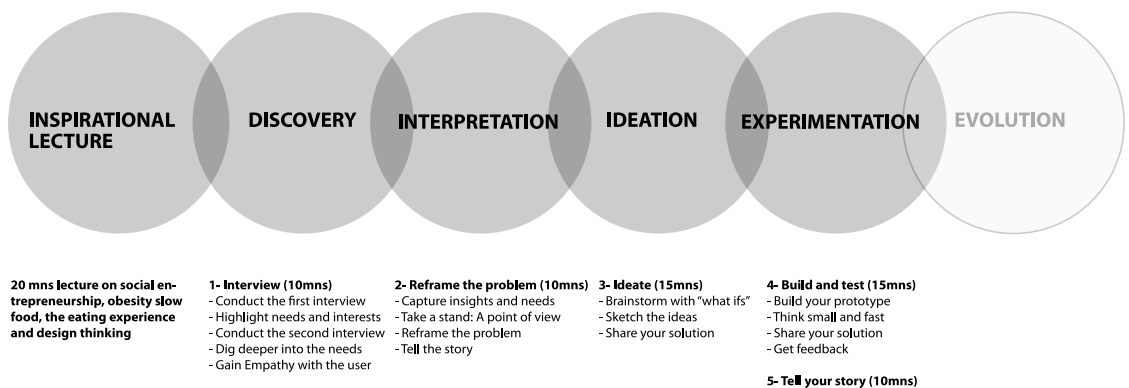 INSPIRATIONAL
LECTURE
DISCOVERY
INTERPRETATION
IDEATION
EXPERIMENTATION
EVOLUTION
20 mns lecture on social en-
trepreneurship, obesity slow
food, the eating experience
and design thinking
1- Interview (10mns)
- Conduct the first interview
- Highlight needs and interests
- Conduct the second interview
- Dig deeper into the needs
- Gain Empathy with the user
2- Reframe the problem (10mns)
- Capture insights and needs
- Take a stand: A point of view
- Reframe the problem
- Tell the story
3- Ideate (15mns)
- Brainstorm with “what ifs”
- Sketch the ideas
- Share your solution
4- Build and test (15mns)
- Build your prototype
- Think small and fast
- Share your solution
- Get feedback
5- Tell your story (10mns)